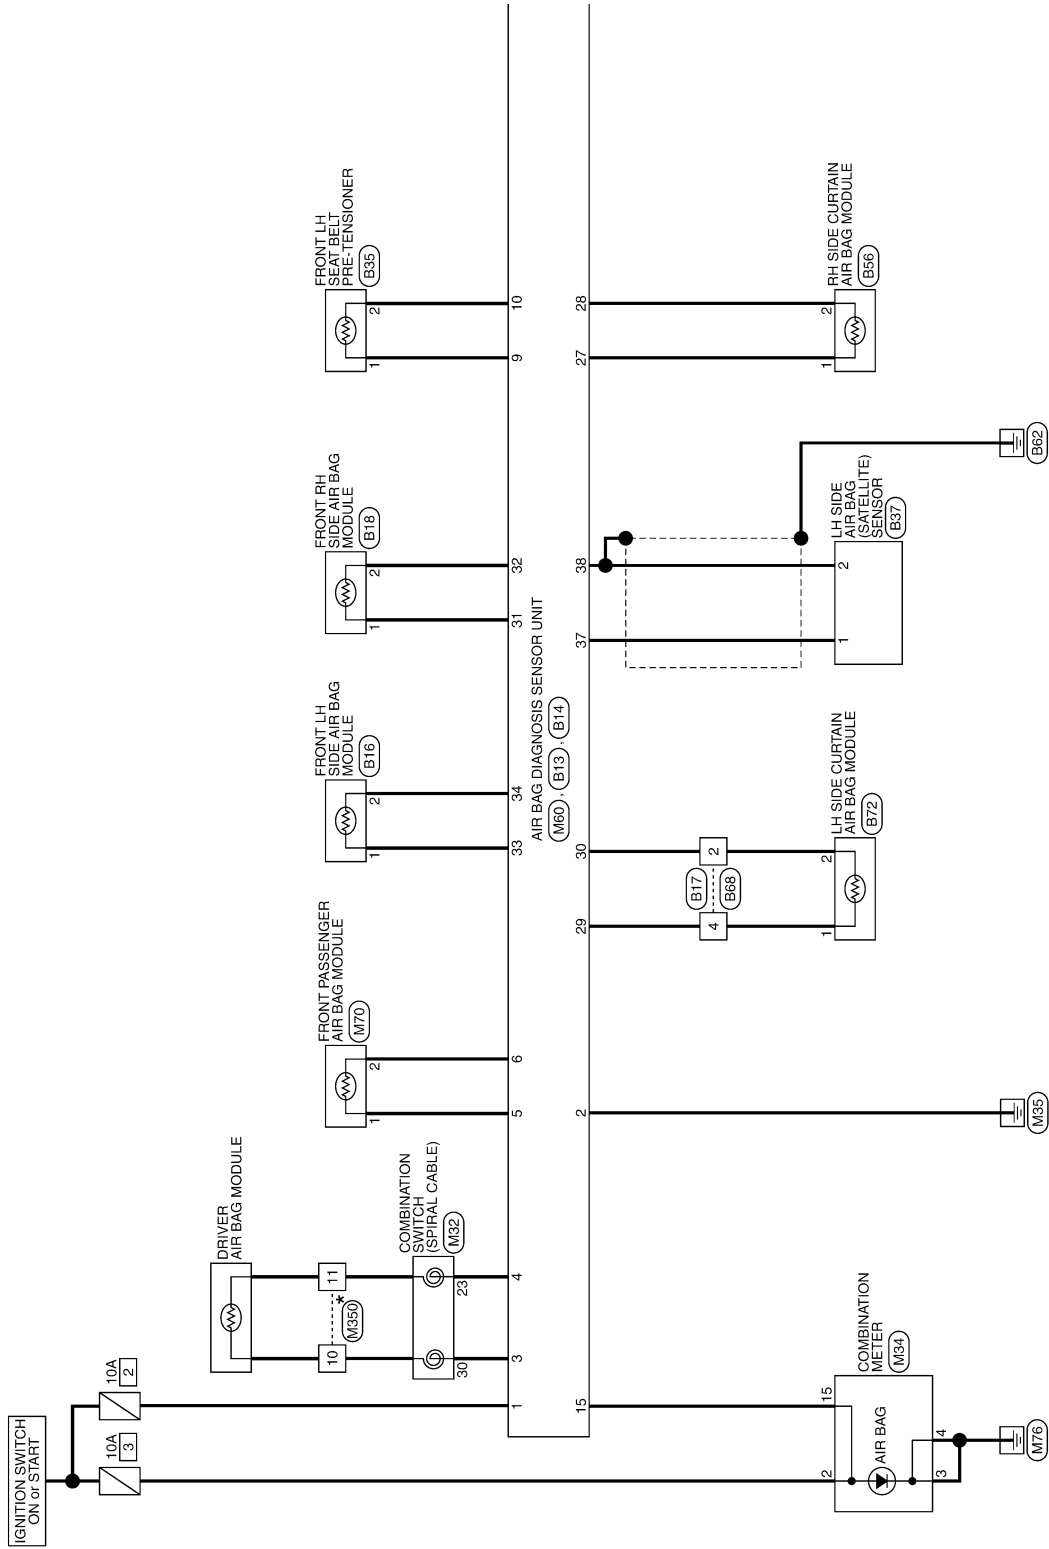 IGNITION SWITCH
ON or START
10A
3
10A
2
DRIVER
AIR BAG MODULE
10
11
*
M350
COMBINATION
SWITCH
(SPIRAL CABLE)
M32
30
23
FRONT PASSENGER
AIR BAG MODULE
M70
1
2
FRONT LH
SIDE AIR BAG
MODULE
B16
1
2
FRONT RH
SIDE AIR BAG
MODULE
B18
1
2
FRONT LH
SEAT BELT
PRE-TENSIONER
B35
1
2
1
3
4
5
6
33
34
31
32
9
10
AIR BAG DIAGNOSIS SENSOR UNIT
M60 , B13 , B14
15
2
29
30
37
38
27
28
B17
B68
4
2
COMBINATION
METER
M34
2
15
AIR BAG
3
4
M76
M35
LH SIDE CURTAIN
AIR BAG MODULE
B72
1
2
LH SIDE
AIR BAG
(SATELLITE)
SENSOR
B37
1
2
B62
RH SIDE CURTAIN
AIR BAG MODULE
B56
1
2